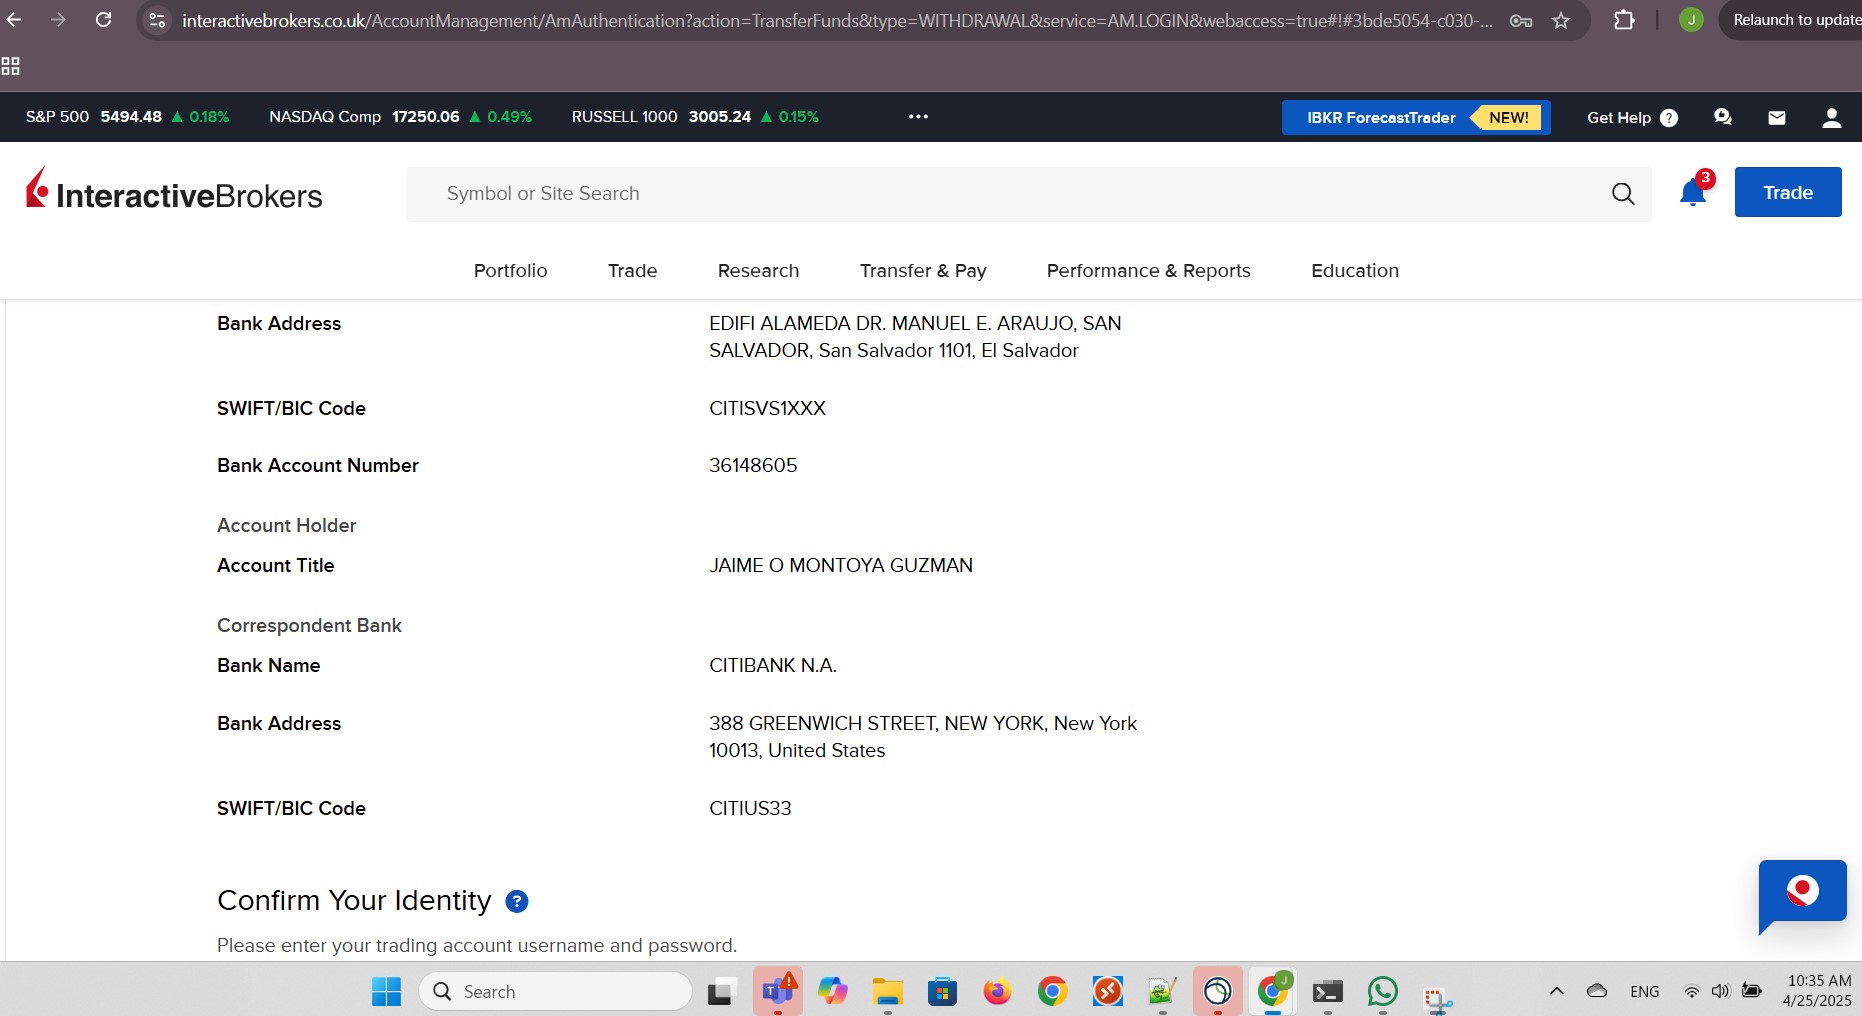 interactivebrokers.co.uk/AccountManagement/AmAuthentication?action=TransferFunds&type=WITHDRAWAL&service=AM.LOGIN&webaccess=true#!#3bde5054-c030-...
J
Relaunch to update
S&P 500 5494.48 ▲ 0.18% NASDAQ Comp 17250.06 ▲ 0.49% RUSSELL 1000 3005.24 ▲ 0.15% ••• IBKR ForecastTrader NEW! Get Help ?
InteractiveBrokers
Symbol or Site Search
3
Trade
Portfolio Trade Research Transfer & Pay Performance & Reports Education
Bank Address EDIFI ALAMEDA DR. MANUEL E. ARAUJO, SAN
SALVADOR, San Salvador 1101, El Salvador
SWIFT/BIC Code CITISVS1XXX
Bank Account Number 36148605
Account Holder
Account Title JAIME O MONTOYA GUZMAN
Correspondent Bank
Bank Name CITIBANK N.A.
Bank Address 388 GREENWICH STREET, NEW YORK, New York
10013, United States
SWIFT/BIC Code CITIUS33
Confirm Your Identity ?
Please enter your trading account username and password.
Search
T
J
ENG
10:35 AM
4/25/2025